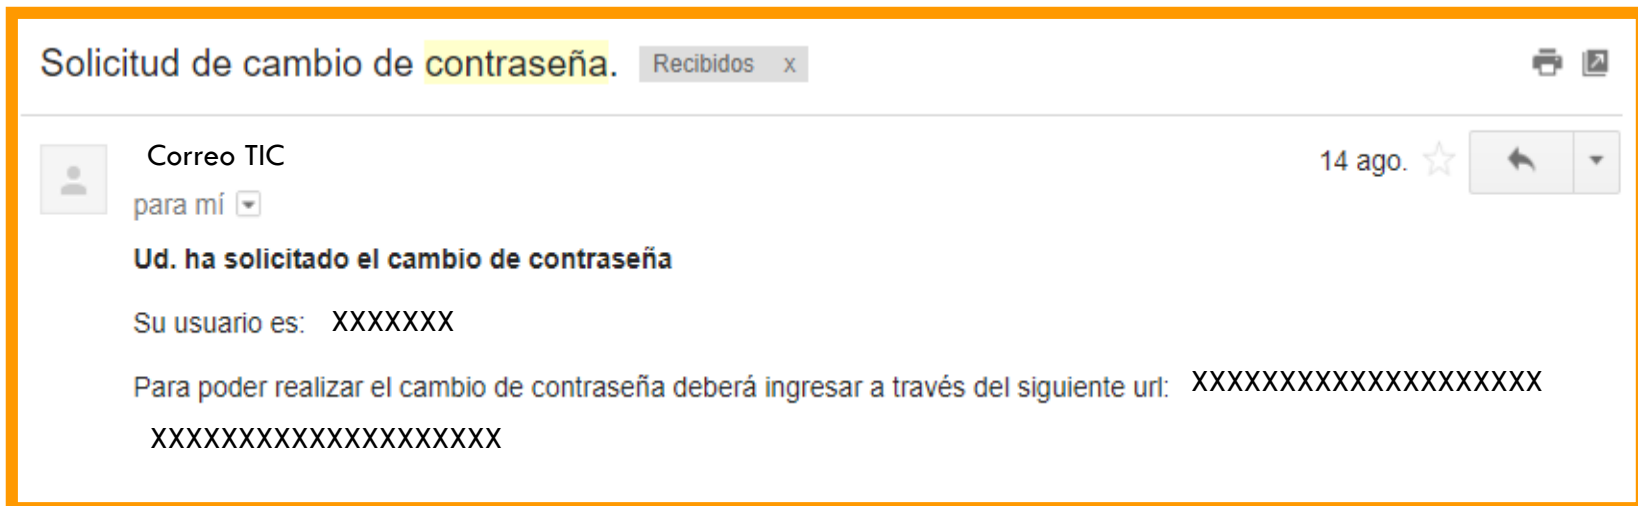 Solicitud de cambio de contraseña. Recibidos x
Correo TIC 14 ago.
para mí
Ud. ha solicitado el cambio de contraseña
Su usuario es: XXXXXXX
Para poder realizar el cambio de contraseña deberá ingresar a través del siguiente url: XXXXXXXXXXXXXXXXXXXX
XXXXXXXXXXXXXXXXXXXX